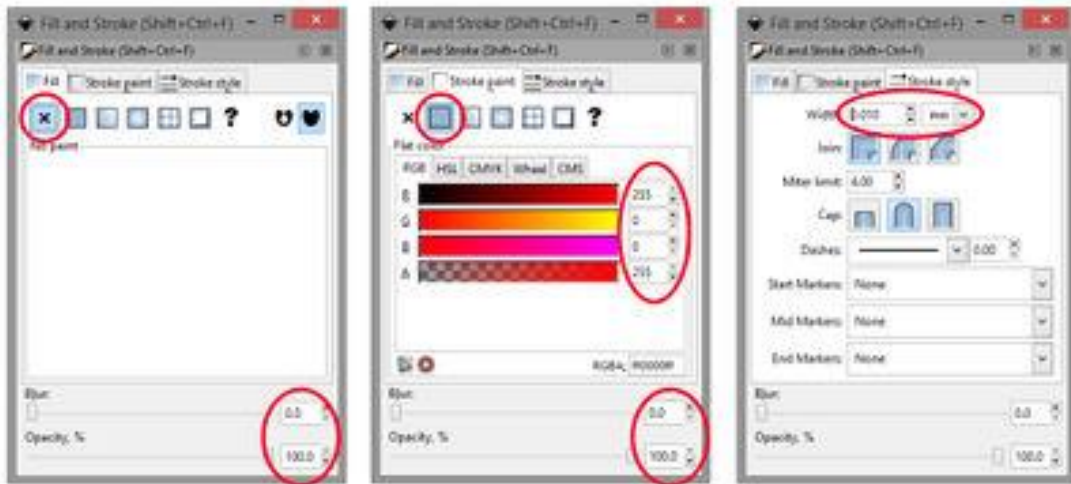 Fill and Stroke (Shift+Ctrl+F)
Fill and Stroke (Shift+Ctrl+F)
Fill Stroke paint Stroke style
?
No paint
Blur:
0.0
Opacity, %
100.0
Fill and Stroke (Shift+Ctrl+F)
Fill and Stroke (Shift+Ctrl+F)
Fill Stroke paint Stroke style
?
Flat color
RGB HSL CMYK Wheel CMS
R 255
G 0
B 0
A 255
RGBA: ff0000ff
Blur:
0.0
Opacity, %
100.0
Fill and Stroke (Shift+Ctrl+F)
Fill and Stroke (Shift+Ctrl+F)
Fill Stroke paint Stroke style
Width: 0.010 mm
Join:
Miter limit: 4.00
Cap:
Dashes: 0.00
Start Markers: None
Mid Markers: None
End Markers: None
Blur:
0.0
Opacity, %
100.0